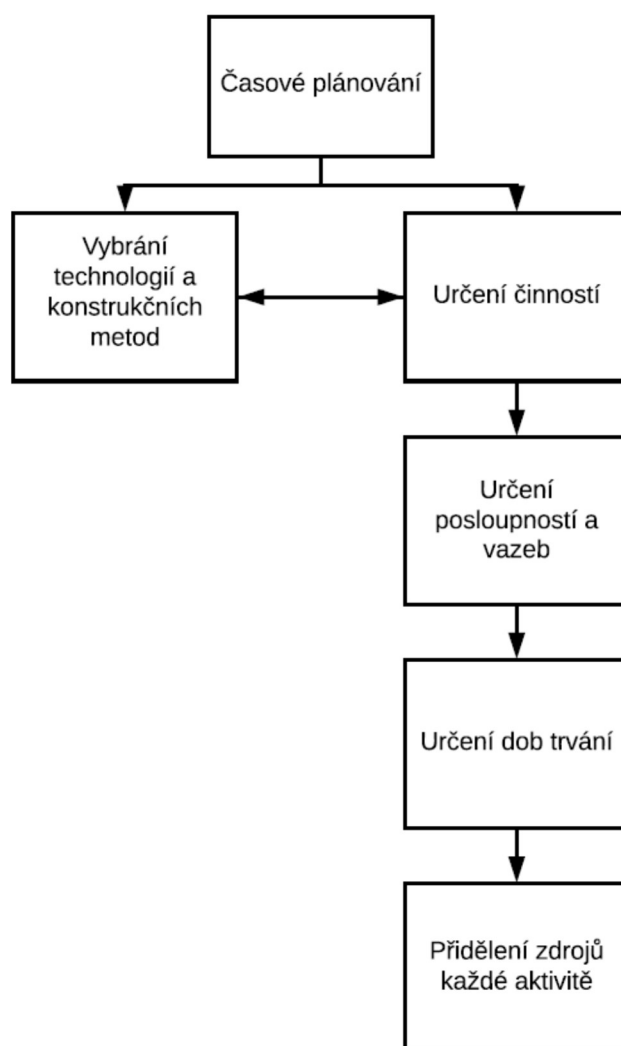 Časové plánování
Vybrání
technologií a
konstrukčních
metod
Určení činností
Určení
posloupností a
vazeb
Určení dob trvání
Přidělení zdrojů
každé aktivitě